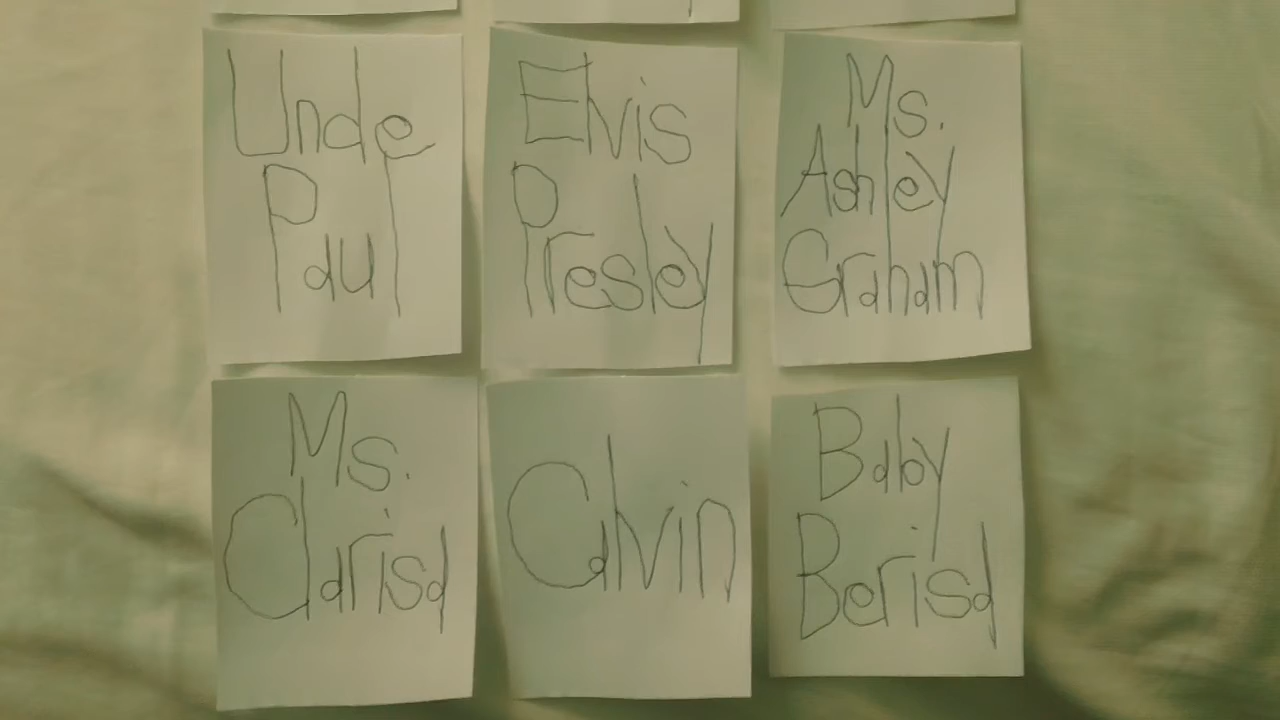 Uncle
Paul
Elvis
Presley
Ms.
Ashley
Graham
Ms.
Clarisa
Calvin
Baby
Berisa